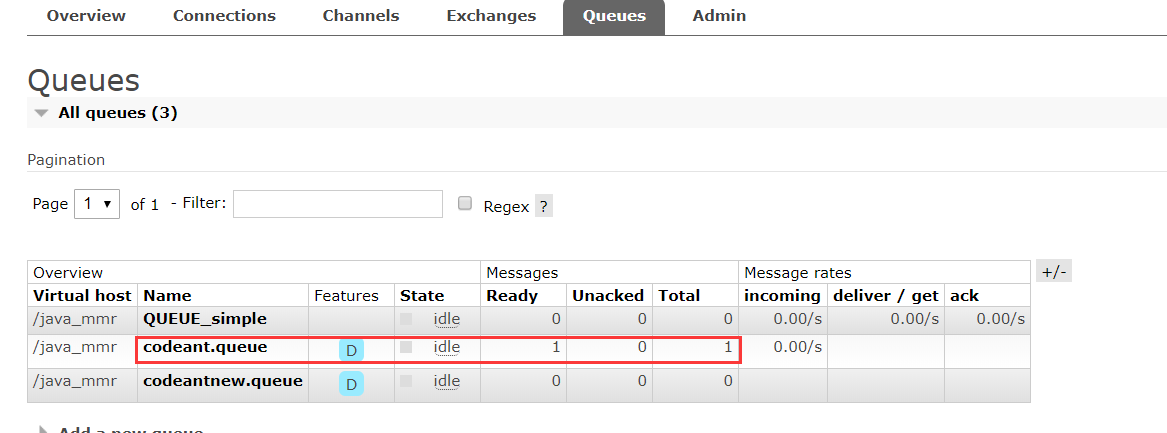 Overview Connections Channels Exchanges Queues Admin
Queues
All queues (3)
Pagination
Page 1 of 1 - Filter: Regex ?
Overview Messages Message rates +/-
Virtual host Name Features State Ready Unacked Total incoming deliver / get ack
/java_mmr QUEUE_simple idle 0 0 0 0.00/s 0.00/s 0.00/s
/java_mmr codeant.queue D idle 1 0 1 0.00/s
/java_mmr codeantnew.queue D idle 0 0 0
Add a new queue